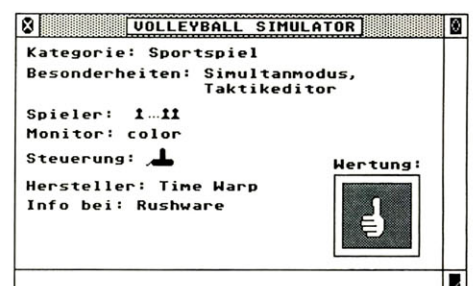 VOLLEYBALL SIMULATOR
Kategorie: Sportspiel
Besonderheiten: Simultanmodus,
Taktikeditor
Spieler: ...
Monitor: color
Steuerung:
Wertung:
Hersteller: Time Warp
Info bei: Rushware